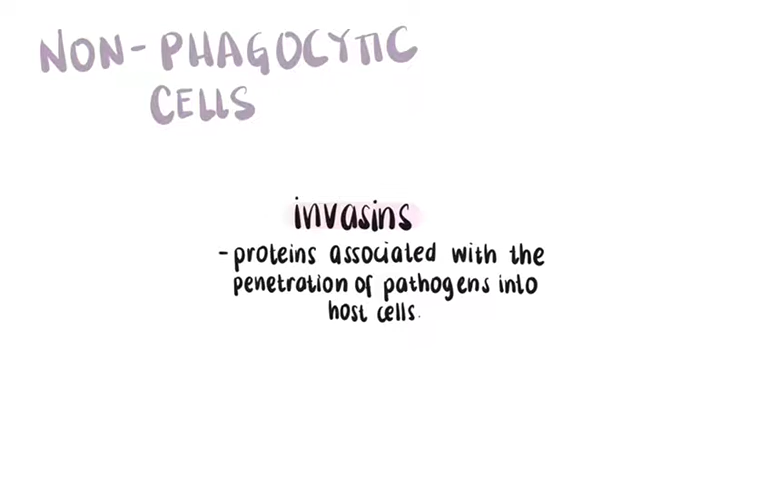 NON-PHAGOCYTIC
CELLS
invasins
- proteins associated with the
penetration of pathogens into
host cells.